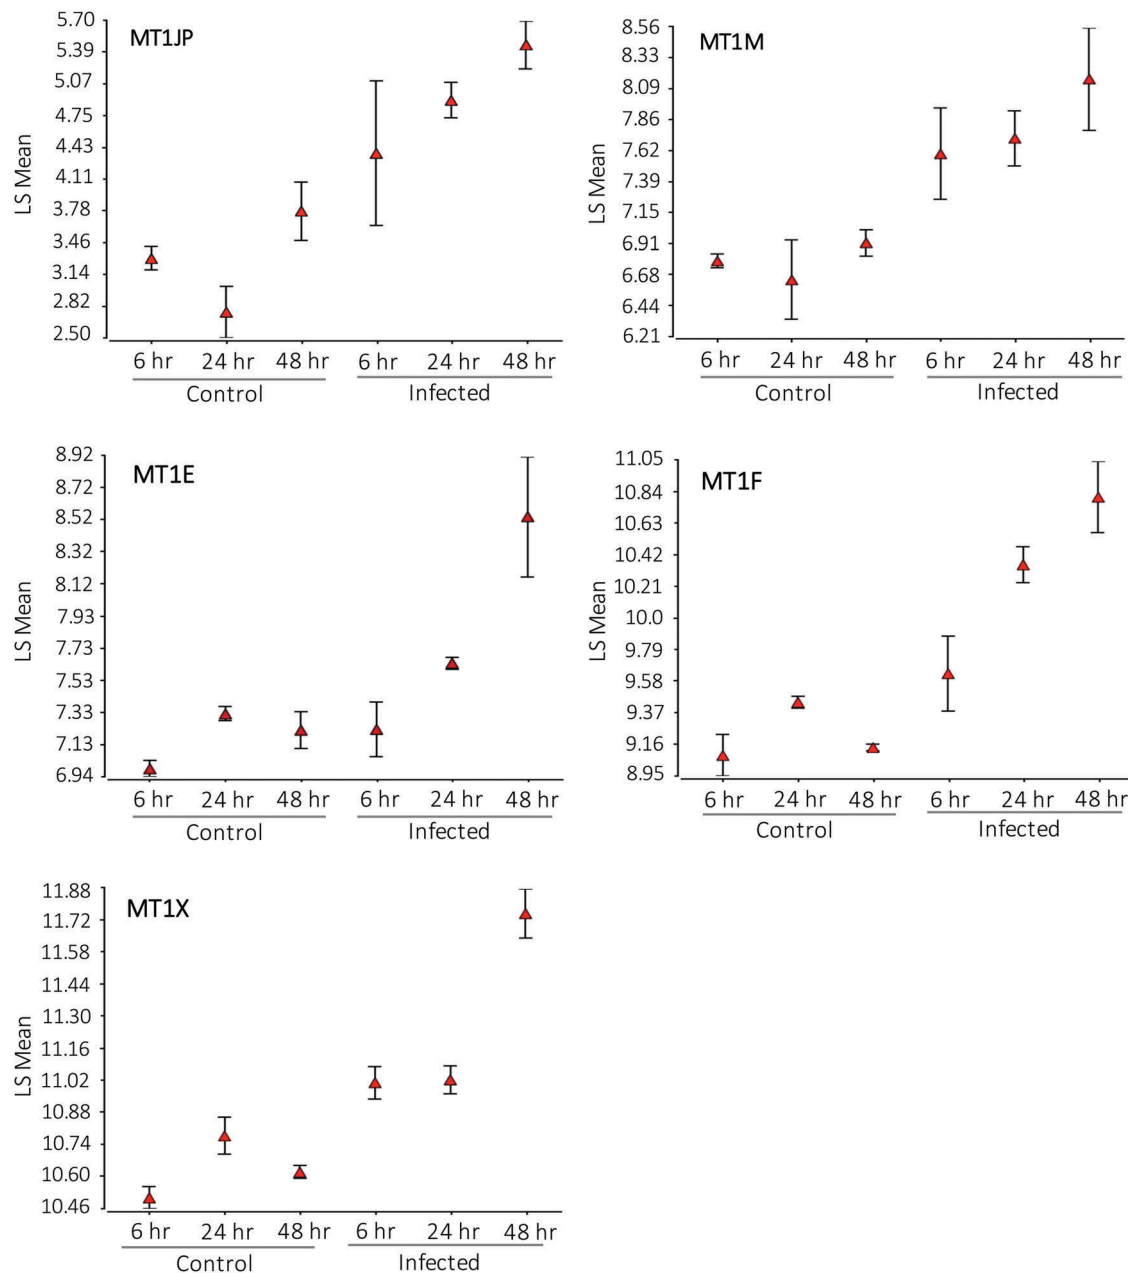 MT1JP
LS Mean
5.70
5.39
5.07
4.75
4.43
4.11
3.78
3.46
3.14
2.82
2.50
6 hr 24 hr 48 hr 6 hr 24 hr 48 hr
Control Infected
MT1M
LS Mean
8.56
8.33
8.09
7.86
7.62
7.39
7.15
6.91
6.68
6.44
6.21
6 hr 24 hr 48 hr 6 hr 24 hr 48 hr
Control Infected
MT1E
LS Mean
8.92
8.72
8.52
8.32
8.12
7.93
7.73
7.53
7.33
7.13
6.94
6 hr 24 hr 48 hr 6 hr 24 hr 48 hr
Control Infected
MT1F
LS Mean
11.05
10.84
10.63
10.42
10.21
10.0
9.79
9.58
9.37
9.16
8.95
6 hr 24 hr 48 hr 6 hr 24 hr 48 hr
Control Infected
MT1X
LS Mean
11.88
11.72
11.58
11.44
11.30
11.16
11.02
10.88
10.74
10.60
10.46
6 hr 24 hr 48 hr 6 hr 24 hr 48 hr
Control Infected